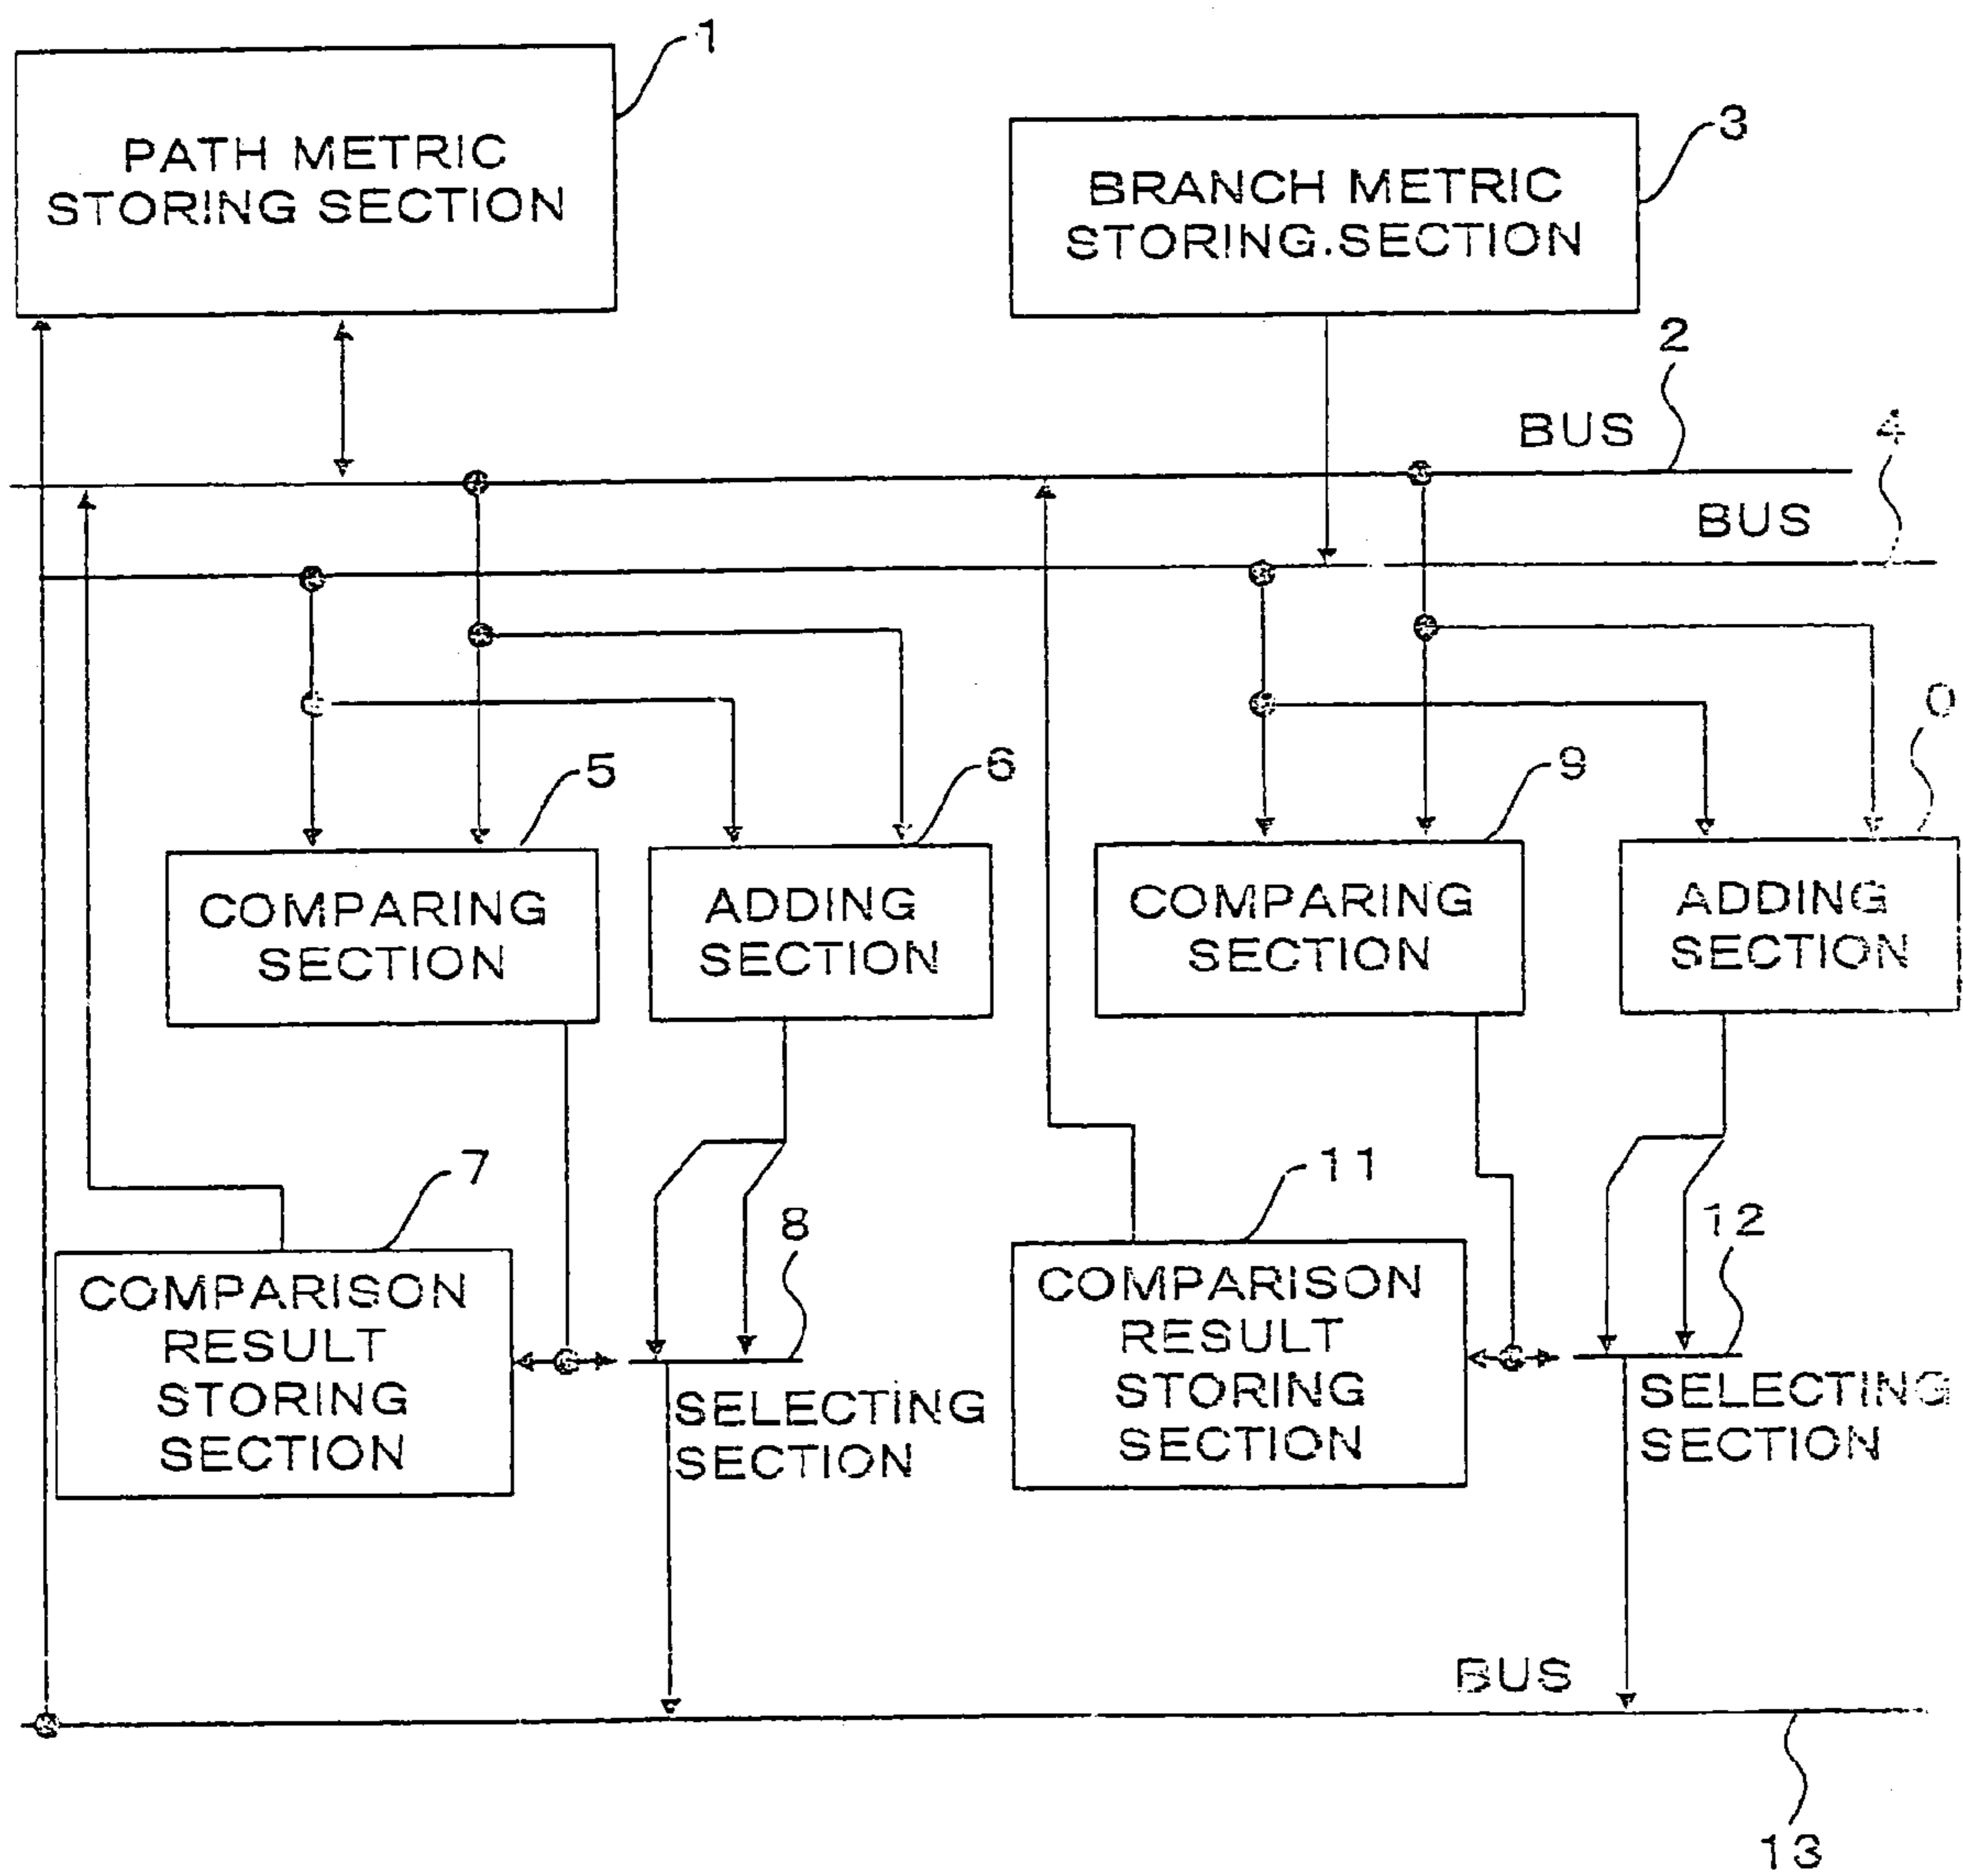 1
PATH METRIC
STORING SECTION
3
BRANCH METRIC
STORING.SECTION
2
BUS
4
BUS
0
5
6
9
COMPARING
SECTION
ADDING
SECTION
COMPARING
SECTION
ADDING
SECTION
7
11
8
12
COMPARISON
RESULT
STORING
SECTION
SELECTING
SECTION
COMPARISON
RESULT
STORING
SECTION
SELECTING
SECTION
BUS
13